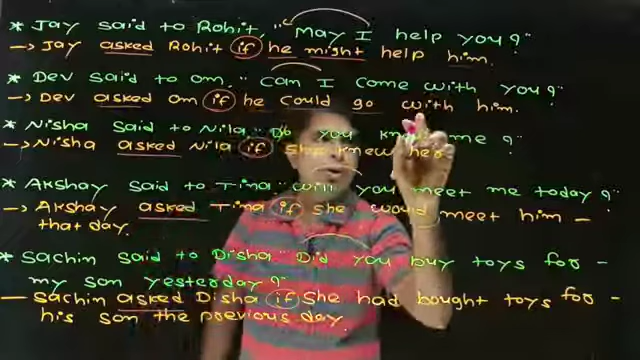 * Jay said to Rohit, "May I help you?"
→ Jay asked Rohit if he might help him.
* Dev said to Om, "Can I come with you?"
→ Dev asked Om if he could go with him.
* Nisha said to Nila, "Do you know me?"
→ Nisha asked Nila if she knew her
* Akshay said to Tina "Will you meet me today?"
→ Akshay asked Tina if she would meet him -
that day.
* Sachin said to Disha "Did you buy toys for -
my son yesterday?"
– Sachin asked Disha if she had bought toys for -
his son the previous day.